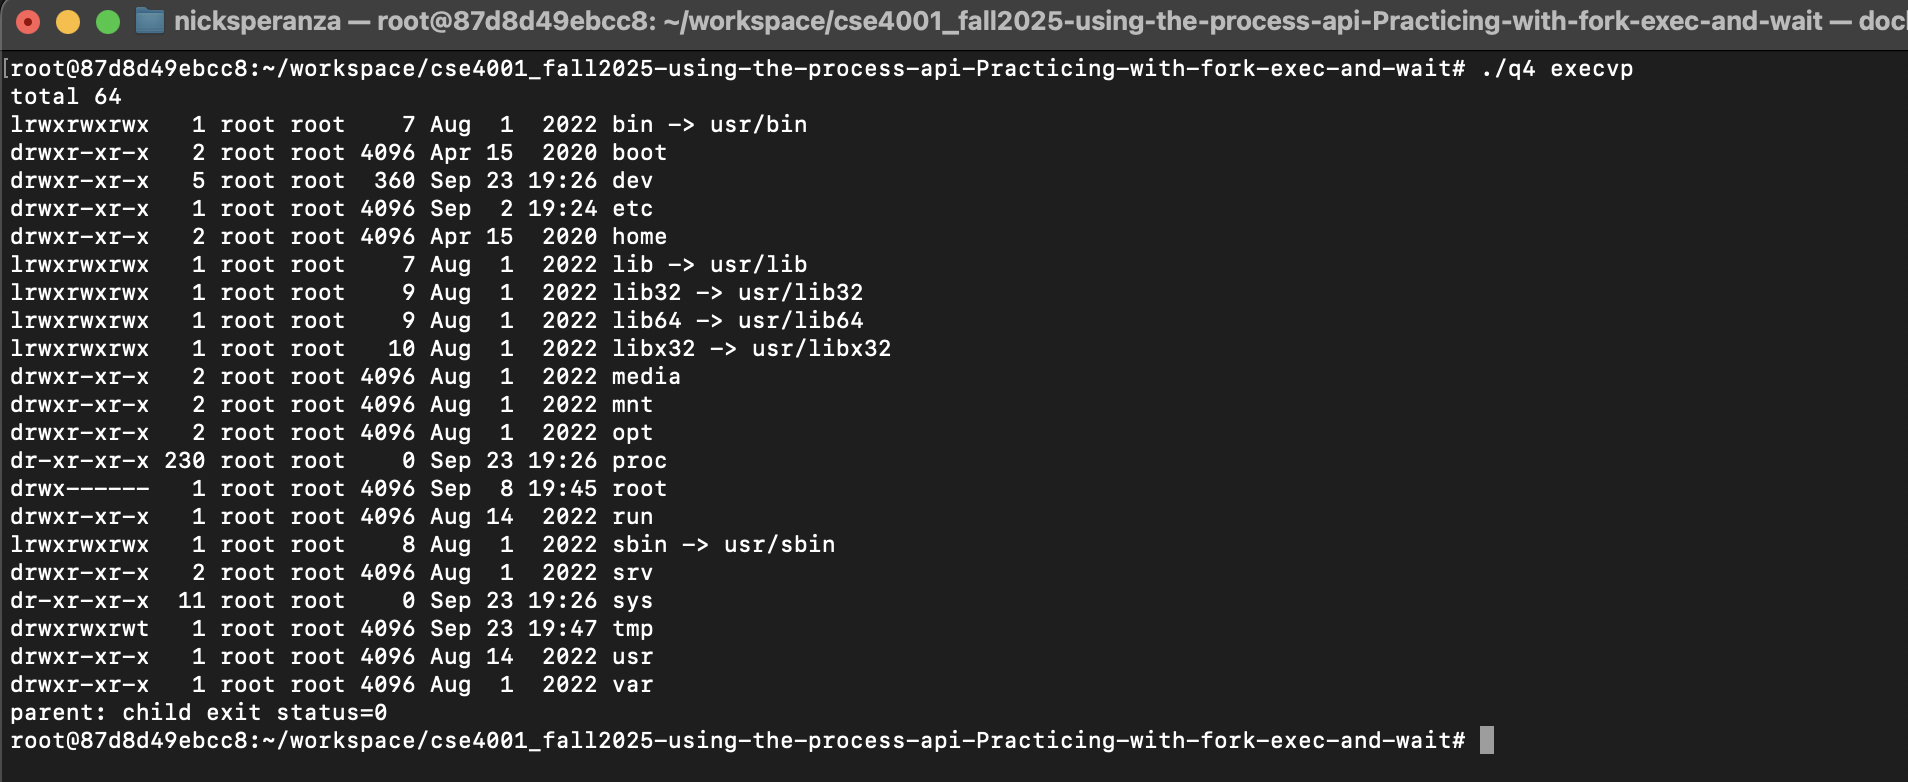 nicksperanza — root@87d8d49ebcc8: ~/workspace/cse4001_fall2025-using-the-process-api-Practicing-with-fork-exec-and-wait —
[root@87d8d49ebcc8:~/workspace/cse4001_fall2025-using-the-process-api-Practicing-with-fork-exec-and-wait# ./q4 execvp
total 64
lrwxrwxrwx   1 root root    7 Aug  1  2022 bin -> usr/bin
drwxr-xr-x   2 root root 4096 Apr 15  2020 boot
drwxr-xr-x   5 root root  360 Sep 23 19:26 dev
drwxr-xr-x   1 root root 4096 Sep  2 19:24 etc
drwxr-xr-x   2 root root 4096 Apr 15  2020 home
lrwxrwxrwx   1 root root    7 Aug  1  2022 lib -> usr/lib
lrwxrwxrwx   1 root root    9 Aug  1  2022 lib32 -> usr/lib32
lrwxrwxrwx   1 root root    9 Aug  1  2022 lib64 -> usr/lib64
lrwxrwxrwx   1 root root   10 Aug  1  2022 libx32 -> usr/libx32
drwxr-xr-x   2 root root 4096 Aug  1  2022 media
drwxr-xr-x   2 root root 4096 Aug  1  2022 mnt
drwxr-xr-x   2 root root 4096 Aug  1  2022 opt
dr-xr-xr-x 230 root root    0 Sep 23 19:26 proc
drwx------   1 root root 4096 Sep  8 19:45 root
drwxr-xr-x   1 root root 4096 Aug 14  2022 run
lrwxrwxrwx   1 root root    8 Aug  1  2022 sbin -> usr/sbin
drwxr-xr-x   2 root root 4096 Aug  1  2022 srv
dr-xr-xr-x  11 root root    0 Sep 23 19:26 sys
drwxrwxrwt   1 root root 4096 Sep 23 19:47 tmp
drwxr-xr-x   1 root root 4096 Aug 14  2022 usr
drwxr-xr-x   1 root root 4096 Aug  1  2022 var
parent: child exit status=0
root@87d8d49ebcc8:~/workspace/cse4001_fall2025-using-the-process-api-Practicing-with-fork-exec-and-wait#